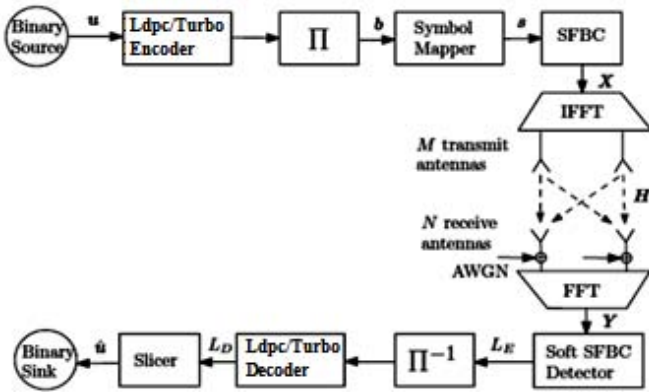 Binary
Source
u
Ldpc/Turbo
Encoder
Π
b
Symbol
Mapper
s
SFBC
X
IFFT
M transmit
antennas
H
N receive
antennas
AWGN
FFT
Y
Binary
Sink
û
Slicer
L_D
Ldpc/Turbo
Decoder
Π⁻¹
L_E
Soft SFBC
Detector